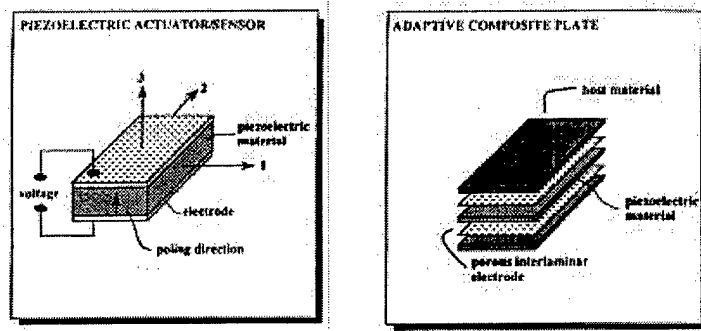 PIEZOELECTRIC ACTUATOR/SENSOR
3
2
piezoelectric
material
1
voltage
electrode
poling direction
ADAPTIVE COMPOSITE PLATE
host material
piezoelectric
material
porous interlaminar
electrode